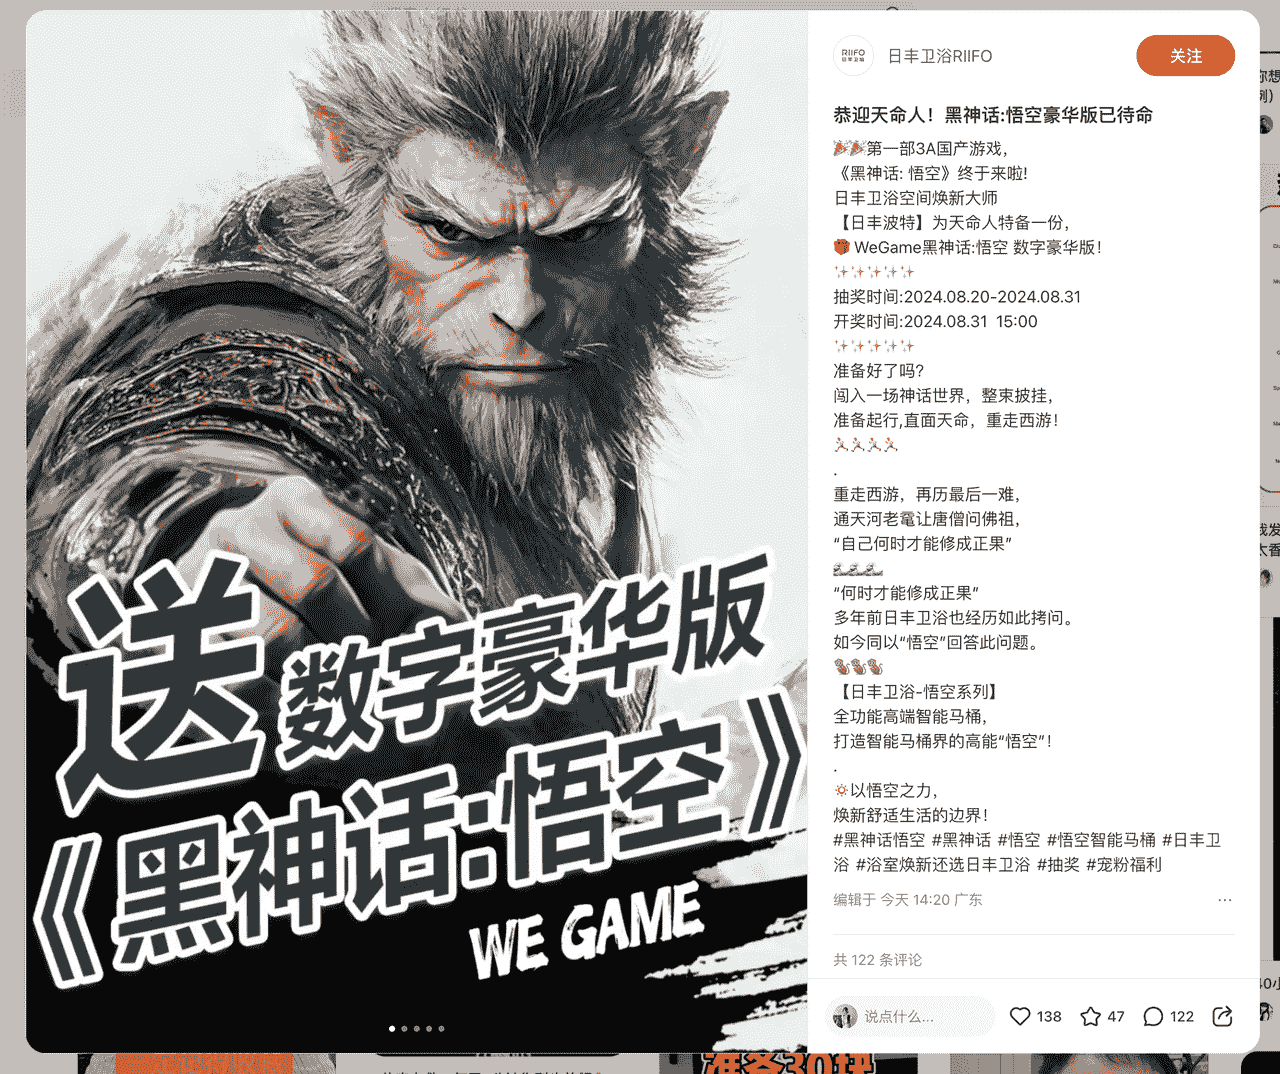 送 数字豪华版
《黑神话:悟空》
WE GAME
RIIFO
日丰卫浴
日丰卫浴RIIFO
关注
恭迎天命人！黑神话:悟空豪华版已待命
🎉🎉第一部3A国产游戏，
《黑神话: 悟空》终于来啦!
日丰卫浴空间焕新大师
【日丰波特】为天命人特备一份，
🎁 WeGame黑神话:悟空 数字豪华版！
✨✨✨✨✨
抽奖时间:2024.08.20-2024.08.31
开奖时间:2024.08.31 15:00
✨✨✨✨✨
准备好了吗?
闯入一场神话世界，整束披挂，
准备起行,直面天命，重走西游！
🏃🏃🏃🏃
.
重走西游，再历最后一难，
通天河老鼋让唐僧问佛祖，
“自己何时才能修成正果”
🌊🌊🌊
“何时才能修成正果”
多年前日丰卫浴也经历如此拷问。
如今同以“悟空”回答此问题。
🐒🐒🐒
【日丰卫浴-悟空系列】
全功能高端智能马桶，
打造智能马桶界的高能“悟空”！
.
🔅以悟空之力，
焕新舒适生活的边界！
#黑神话悟空 #黑神话 #悟空 #悟空智能马桶 #日丰卫
浴 #浴室焕新还选日丰卫浴 #抽奖 #宠粉福利
编辑于 今天 14:20 广东
共 122 条评论
说点什么...
138
47
122
准备30块